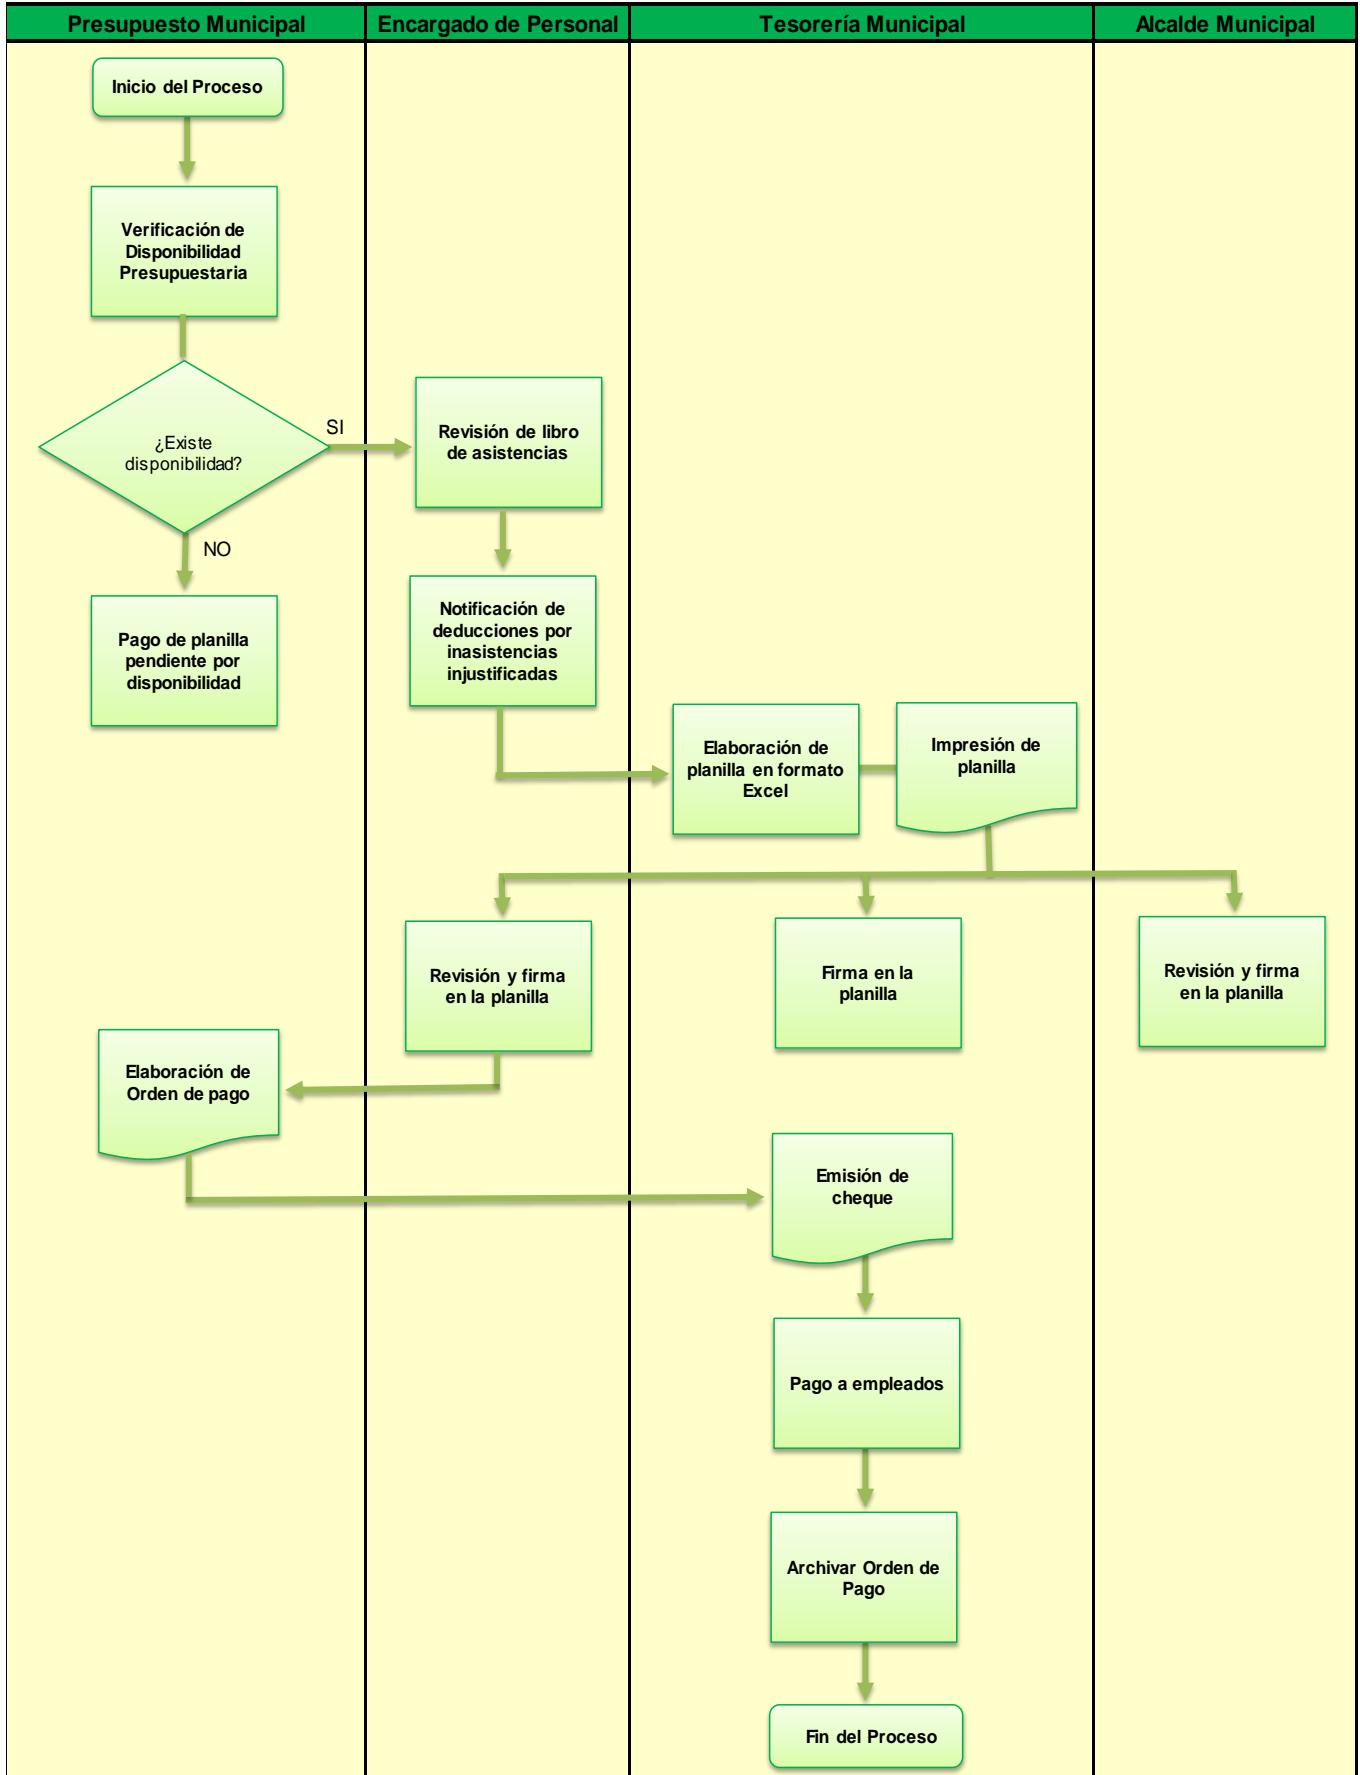 Presupuesto Municipal
Encargado de Personal
Tesorería Municipal
Alcalde Municipal
Inicio del Proceso
Verificación de
Disponibilidad
Presupuestaria
¿Existe
disponibilidad?
SI
NO
Revisión de libro
de asistencias
Notificación de
deducciones por
inasistencias
injustificadas
Pago de planilla
pendiente por
disponibilidad
Elaboración de
planilla en formato
Excel
Impresión de
planilla
Revisión y firma
en la planilla
Firma en la
planilla
Revisión y firma
en la planilla
Elaboración de
Orden de pago
Emisión de
cheque
Pago a empleados
Archivar Orden de
Pago
Fin del Proceso